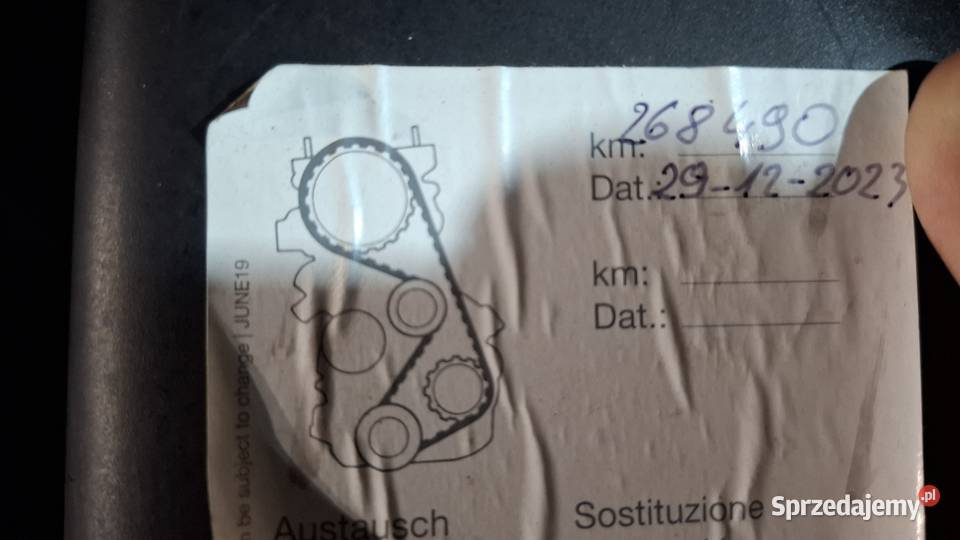 km: 268490
Dat.: 29-12-2023
km:
Dat.:
n be subject to change | JUNE19
Austausch
Sostituzione
Sprzedajemy.pl